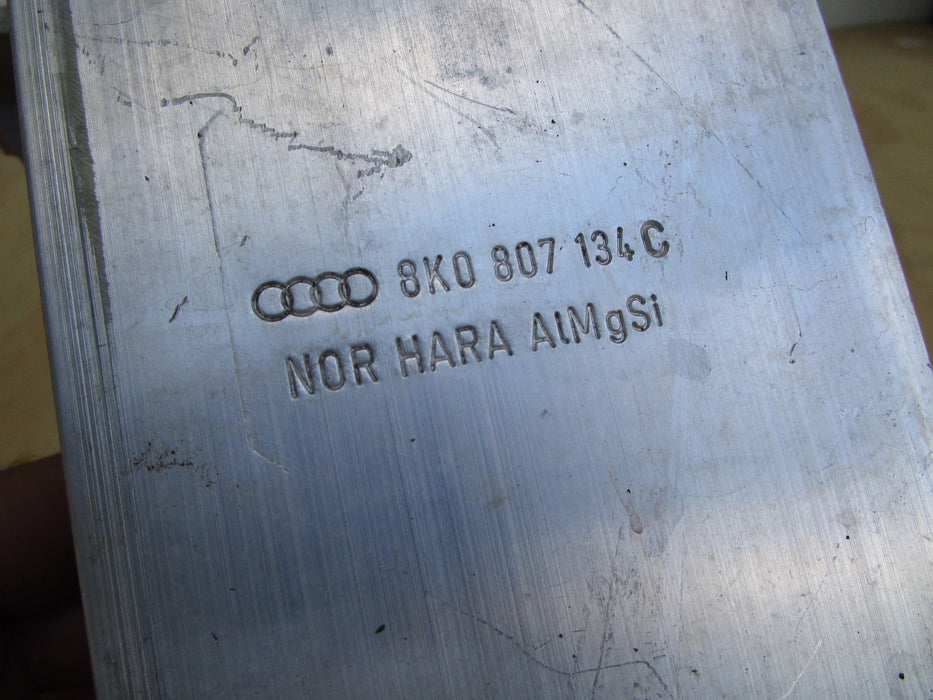 8K0 807 134 C
NOR HARA AlMgSi